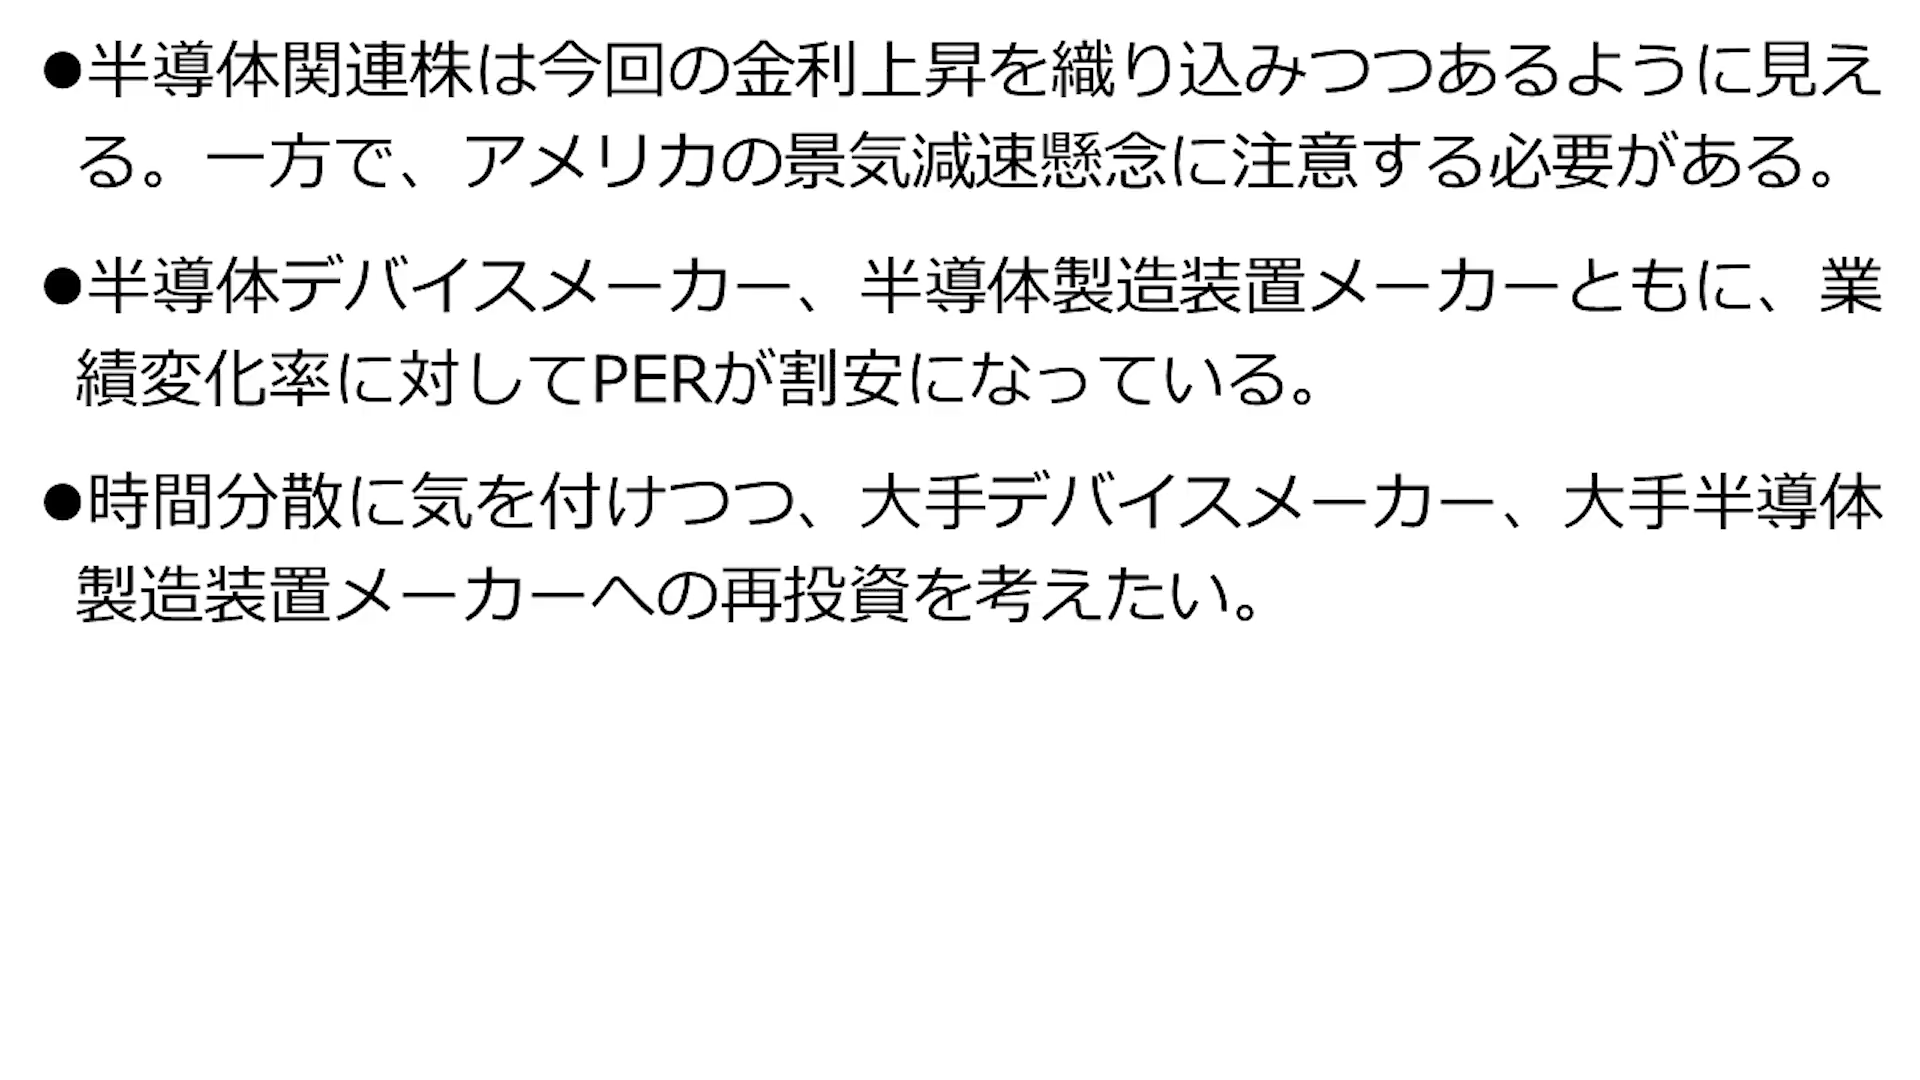 ●半導体関連株は今回の金利上昇を織り込みつつあるように見え
る。一方で、アメリカの景気減速懸念に注意する必要がある。
●半導体デバイスメーカー、半導体製造装置メーカーともに、業
績変化率に対してPERが割安になっている。
●時間分散に気を付けつつ、大手デバイスメーカー、大手半導体
製造装置メーカーへの再投資を考えたい。